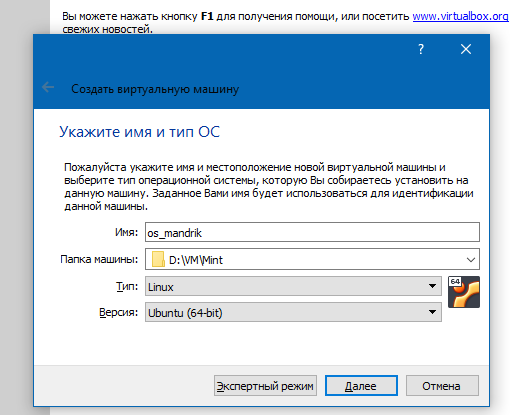 Вы можете нажать кнопку F1 для получения помощи, или посетить www.virtualbox.org
свежих новостей.
?
Создать виртуальную машину
Укажите имя и тип ОС
Пожалуйста укажите имя и местоположение новой виртуальной машины и
выберите тип операционной системы, которую Вы собираетесь установить на
данную машину. Заданное Вами имя будет использоваться для идентификации
данной машины.
Имя: os_mandrik
Папка машины: D:\VM\Mint
Тип: Linux
64
Версия: Ubuntu (64-bit)
Экспертный режим Далее Отмена